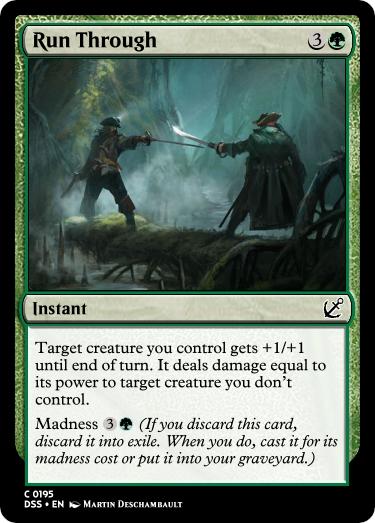 Run Through 3
Instant
Target creature you control gets +1/+1
until end of turn. It deals damage equal to
its power to target creature you don't
control.
Madness 3 (If you discard this card,
discard it into exile. When you do, cast it for its
madness cost or put it into your graveyard.)
C 0195
DSS • EN Martin Deschambault